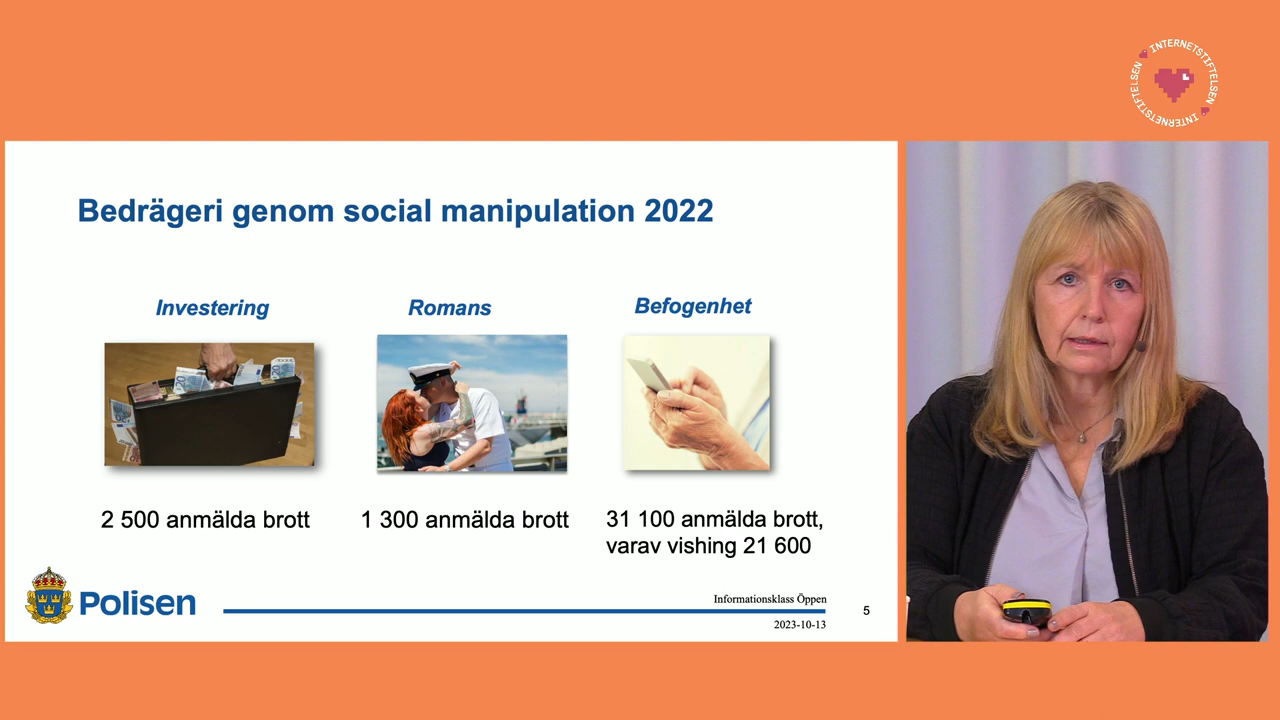 INTERNETSTIFTELSEN INTERNETSTIFTELSEN
Bedrägeri genom social manipulation 2022
Investering
Romans
Befogenhet
2 500 anmälda brott
1 300 anmälda brott
31 100 anmälda brott,
varav vishing 21 600
Polisen
Informationsklass Öppen
2023-10-13
5